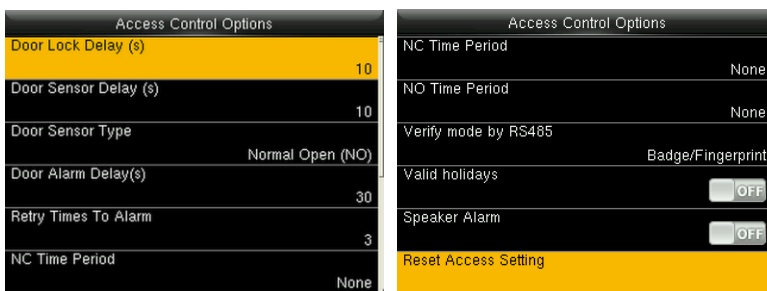 Access Control Options
Door Lock Delay (s)
10
Door Sensor Delay (s)
10
Door Sensor Type
Normal Open (NO)
Door Alarm Delay(s)
30
Retry Times To Alarm
3
NC Time Period
None
Access Control Options
NC Time Period
None
NO Time Period
None
Verify mode by RS485
Badge/Fingerprint
Valid holidays
OFF
Speaker Alarm
OFF
Reset Access Setting